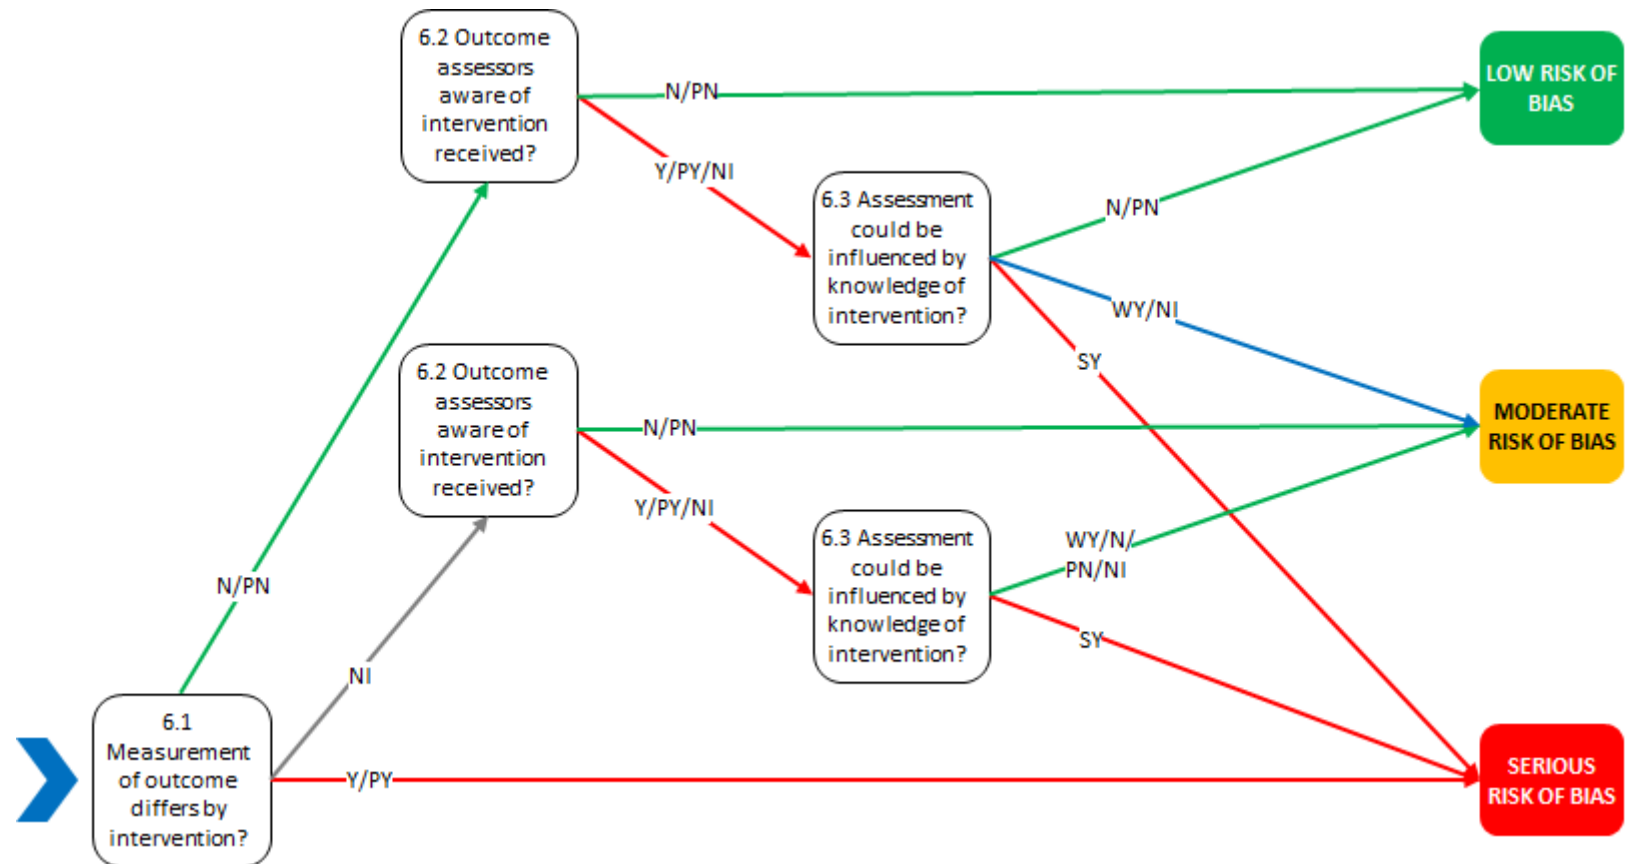 6.2 Outcome
assessors
aware of
intervention
received?
N/PN
LOW RISK OF
BIAS
Y/PY/NI
6.3 Assessment
could be
influenced by
knowledge of
intervention?
N/PN
WY/NI
SY
6.2 Outcome
assessors
aware of
intervention
received?
N/PN
MODERATE
RISK OF BIAS
Y/PY/NI
6.3 Assessment
could be
influenced by
knowledge of
intervention?
WY/N/
PN/NI
SY
N/PN
NI
6.1
Measurement
of outcome
differs by
intervention?
Y/PY
SERIOUS
RISK OF BIAS